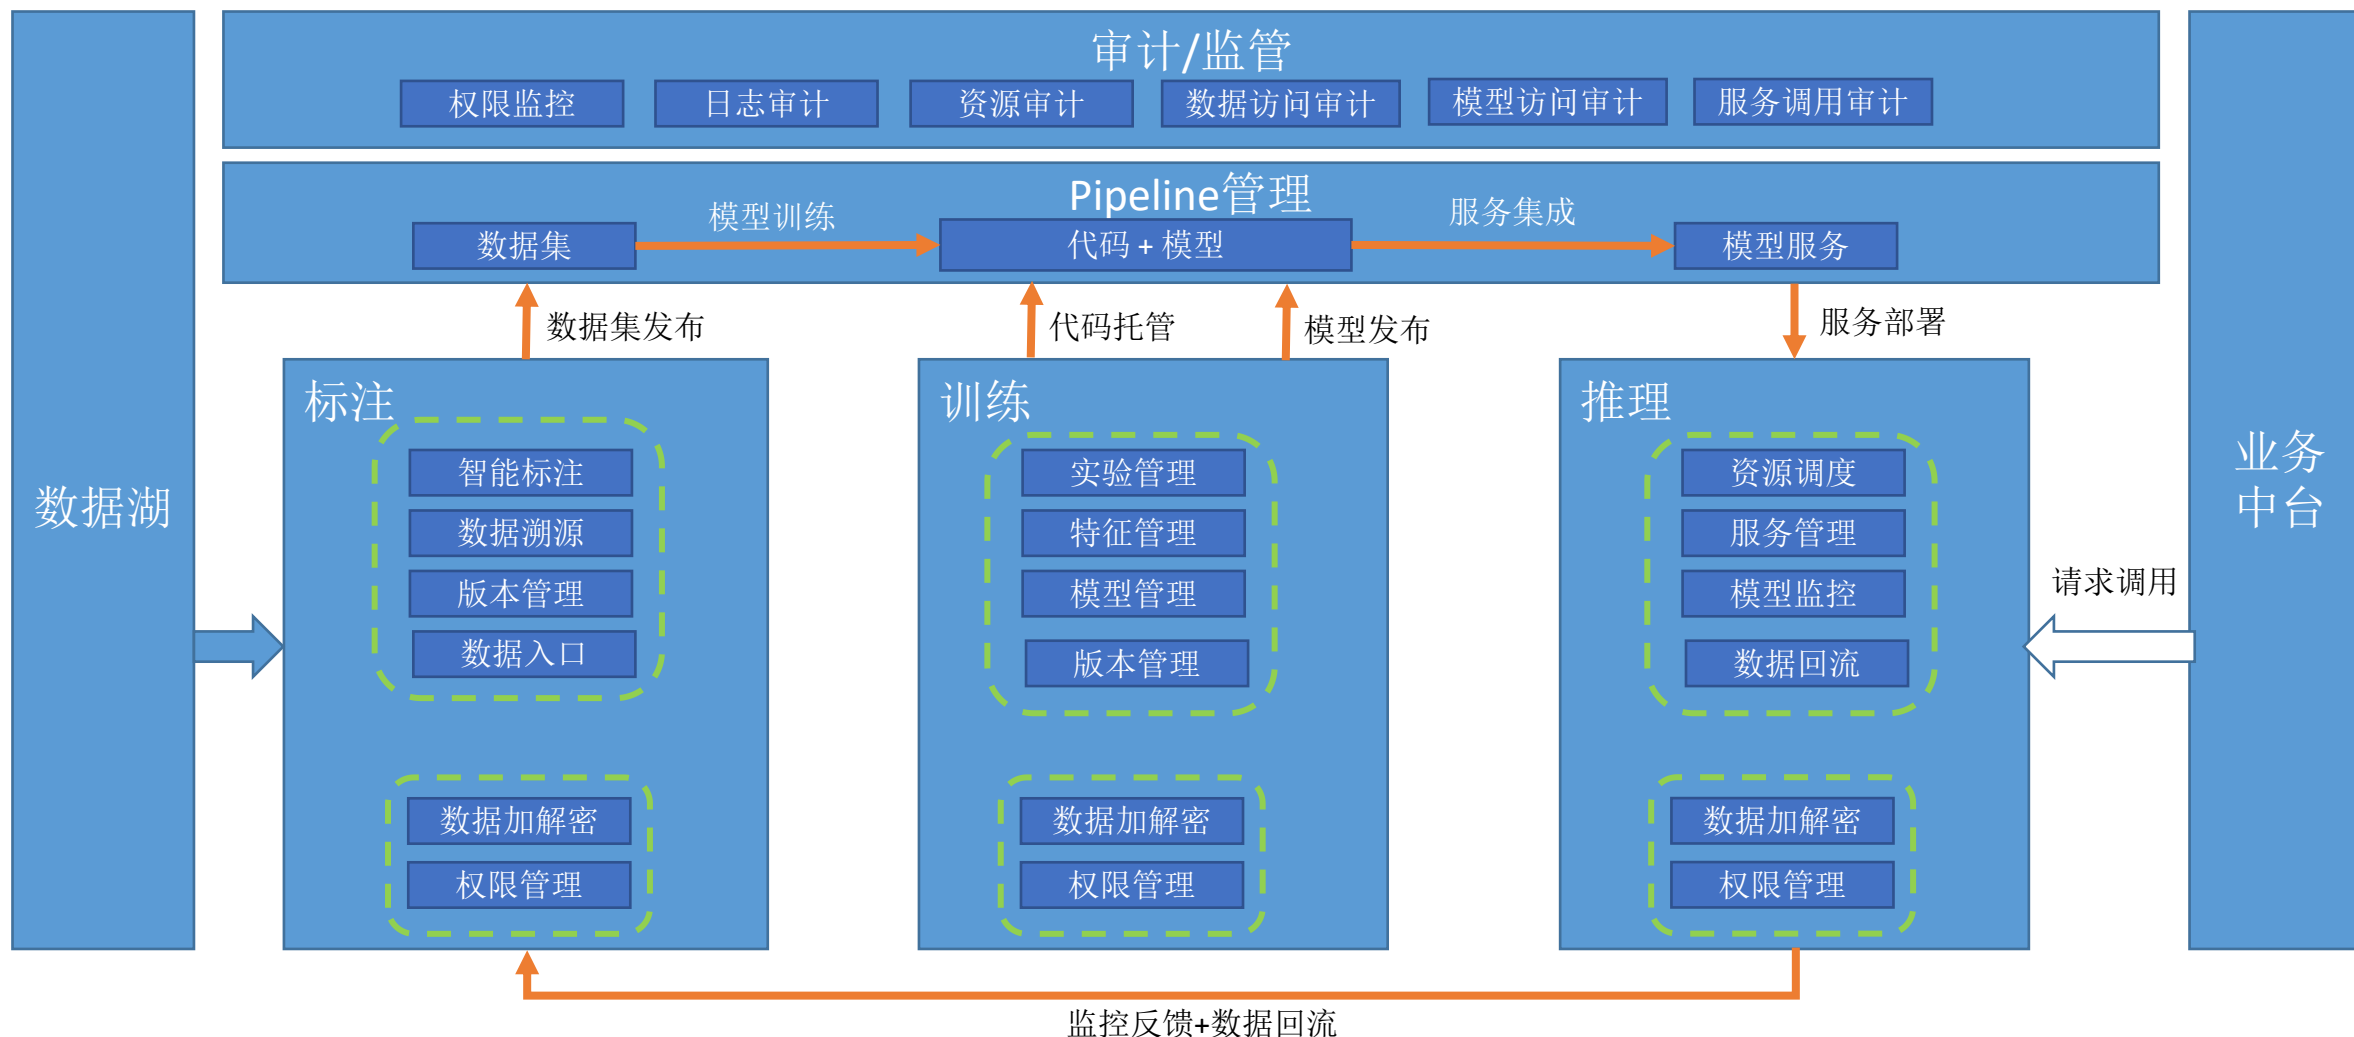 审计/监管
权限监控
日志审计
资源审计
数据访问审计
模型访问审计
服务调用审计
Pipeline管理
数据集
模型训练
代码 + 模型
服务集成
模型服务
数据集发布
代码托管
模型发布
服务部署
数据湖
标注
智能标注
数据溯源
版本管理
数据入口
数据加解密
权限管理
训练
实验管理
特征管理
模型管理
版本管理
数据加解密
权限管理
推理
资源调度
服务管理
模型监控
数据回流
数据加解密
权限管理
请求调用
业务
中台
监控反馈+数据回流